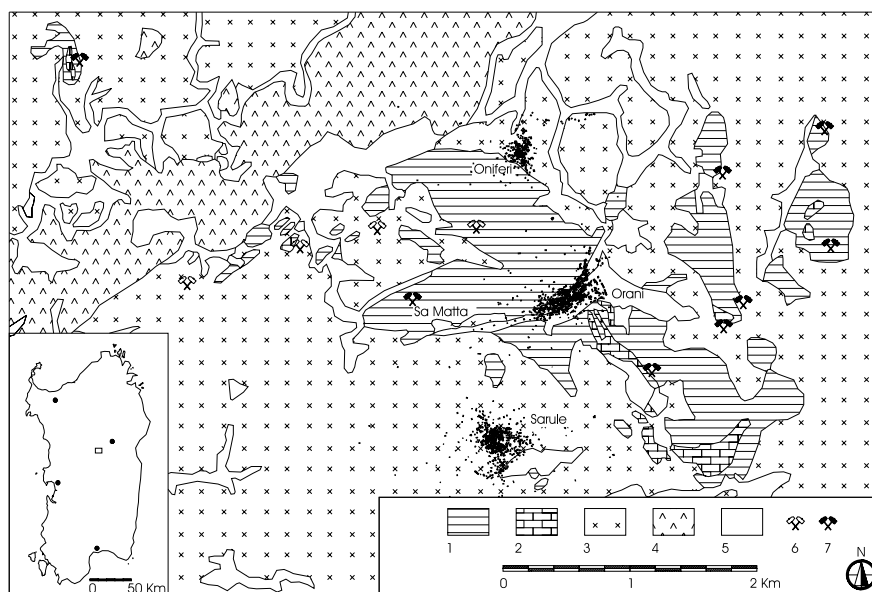 Oniferi
Orani
Sa Matta
Sarule
1 2 3 4 5 6 7
N
0 1 2 Km
0 50 Km